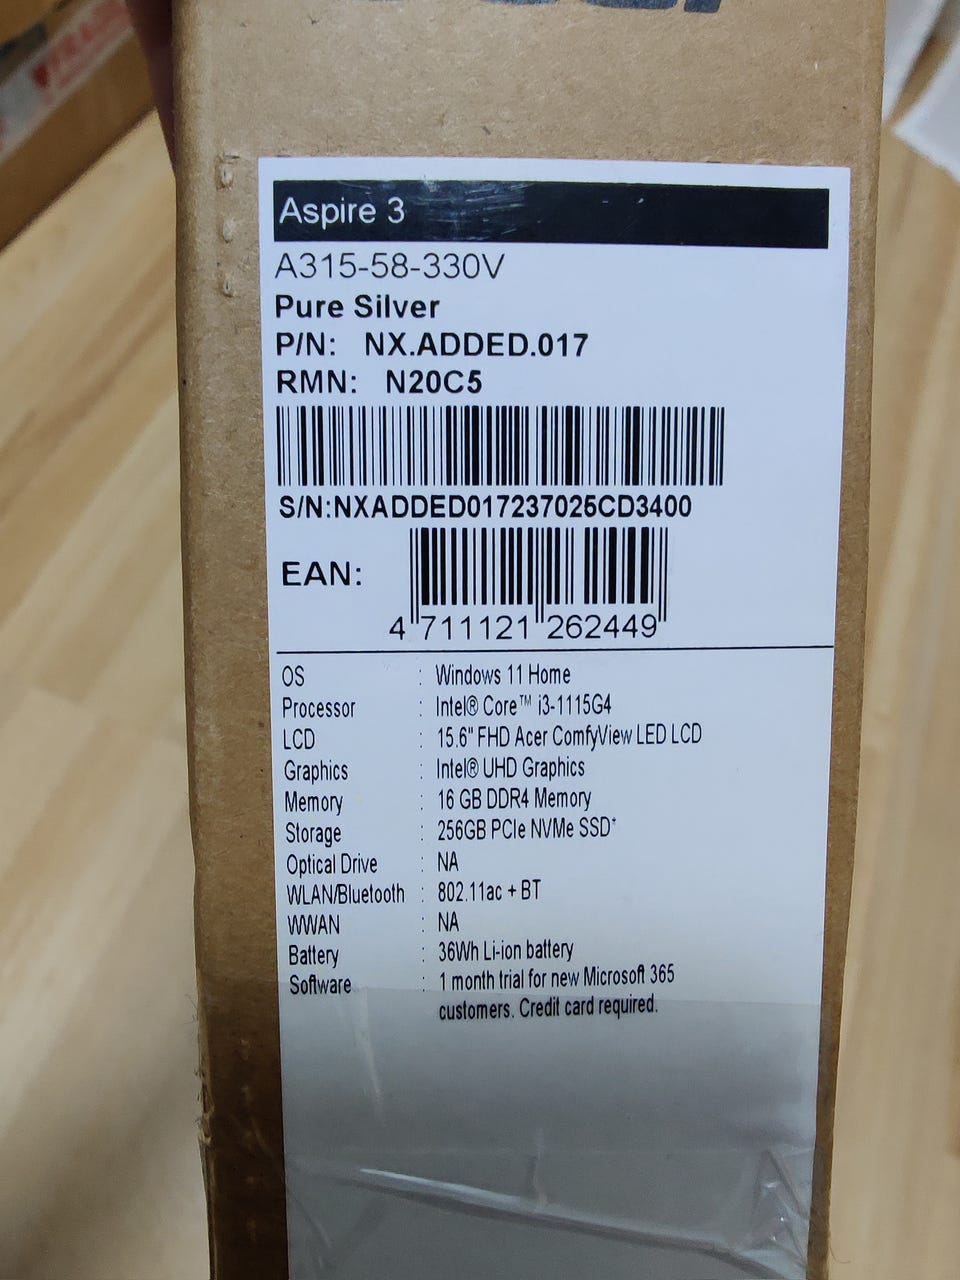 Aspire 3
A315-58-330V
Pure Silver
P/N: NX.ADDED.017
RMN: N20C5
S/N:NXADDED017237025CD3400
EAN:
4 711121 262449
OS : Windows 11 Home
Processor : Intel® Core™ i3-1115G4
LCD : 15.6" FHD Acer ComfyView LED LCD
Graphics : Intel® UHD Graphics
Memory : 16 GB DDR4 Memory
Storage : 256GB PCIe NVMe SSD*
Optical Drive : NA
WLAN/Bluetooth : 802.11ac + BT
WWAN : NA
Battery : 36Wh Li-ion battery
Software : 1 month trial for new Microsoft 365
customers. Credit card required.